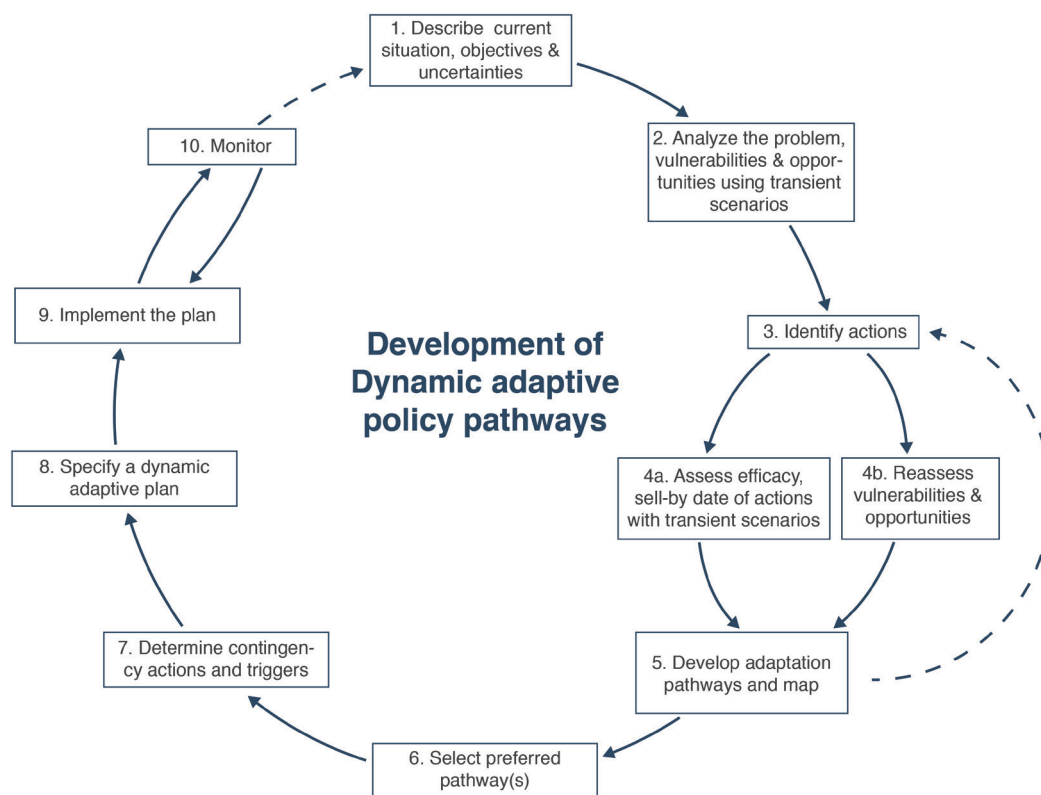 1. Describe current
situation, objectives &
uncertainties
10. Monitor
2. Analyze the problem,
vulnerabilities & oppor-
tunities using transient
scenarios
9. Implement the plan
3. Identify actions
Development of
Dynamic adaptive
policy pathways
8. Specify a dynamic
adaptive plan
4a. Assess efficacy,
sell-by date of actions
with transient scenarios
4b. Reassess
vulnerabilities &
opportunities
7. Determine contingen-
cy actions and triggers
5. Develop adaptation
pathways and map
6. Select preferred
pathway(s)